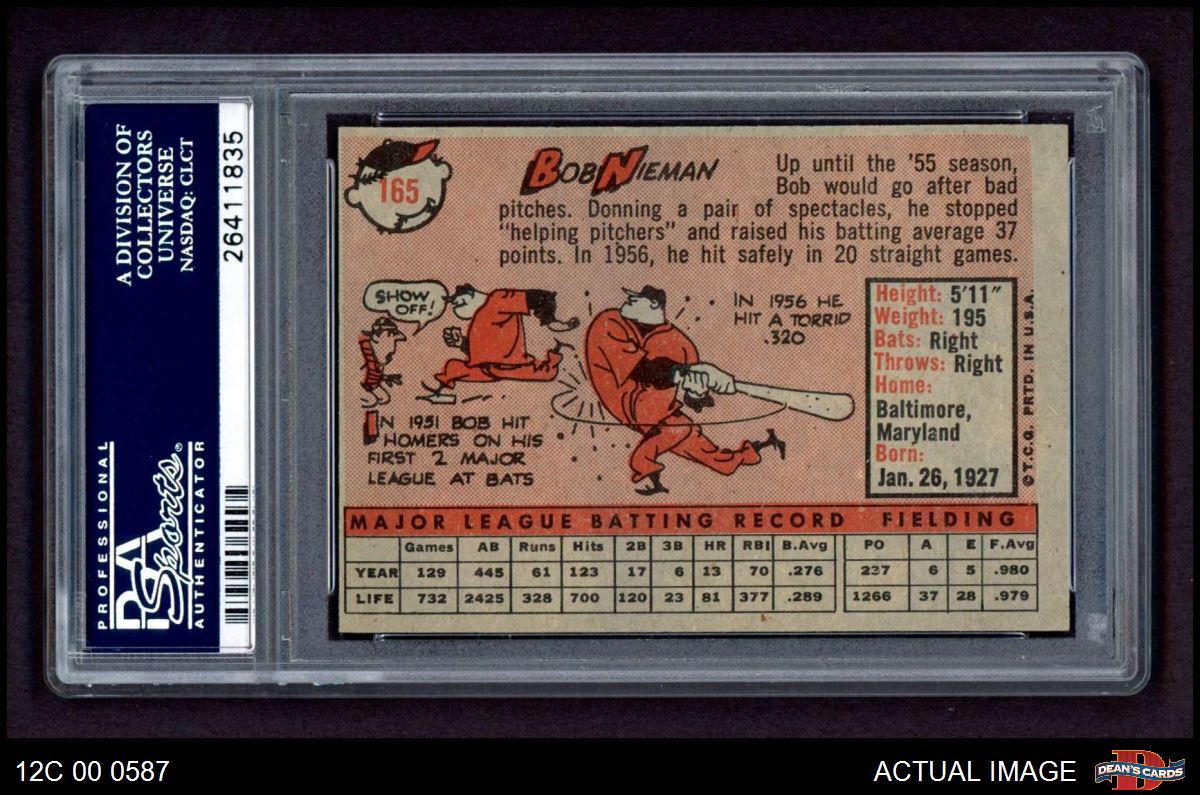 A DIVISION OF
COLLECTORS
UNIVERSE
NASDAQ: CLCT
26411835
PROFESSIONAL
PSA
Sports®
AUTHENTICATOR
165
BOB NIEMAN
Up until the '55 season,
Bob would go after bad
pitches. Donning a pair of spectacles, he stopped
"helping pitchers" and raised his batting average 37
points. In 1956, he hit safely in 20 straight games.
SHOW
OFF!
IN 1951 BOB HIT
HOMERS ON HIS
FIRST 2 MAJOR
LEAGUE AT BATS
IN 1956 HE
HIT A TORRID
.320
Height: 5'11"
Weight: 195
Bats: Right
Throws: Right
Home:
Baltimore,
Maryland
Born:
Jan. 26, 1927
© T.C.G. PRTD. IN U.S.A.
MAJOR LEAGUE BATTING RECORD FIELDING
Games AB Runs Hits 2B 3B HR RBI B.Avg PO A E F.Avg
YEAR 129 445 61 123 17 6 13 70 .276 237 6 5 .980
LIFE 732 2425 328 700 120 23 81 377 .289 1266 37 28 .979
12C 00 0587
ACTUAL IMAGE
D
DEAN'S CARDS